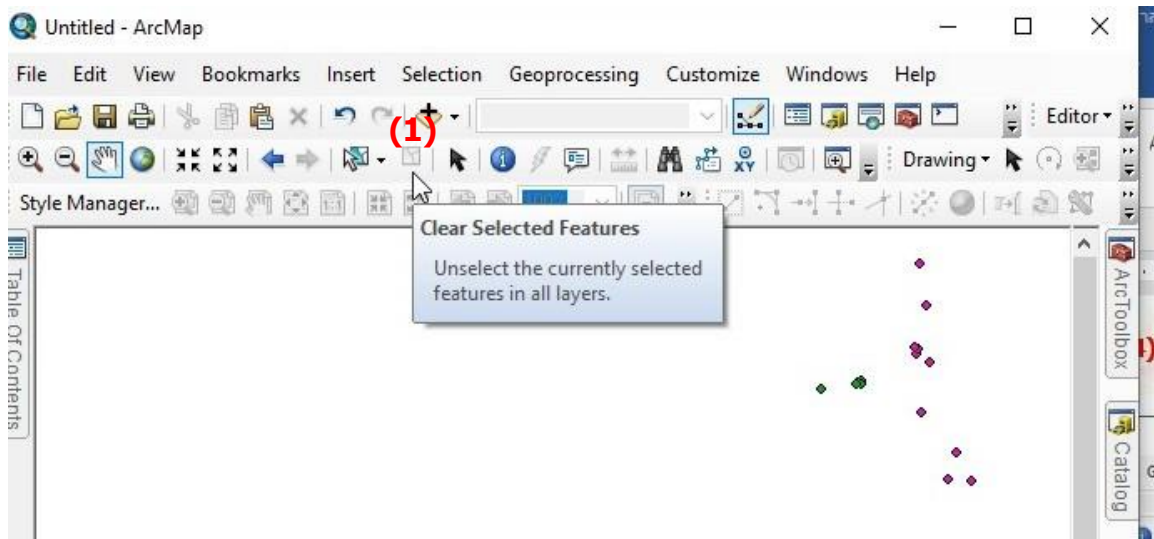 Untitled - ArcMap
File Edit View Bookmarks Insert Selection Geoprocessing Customize Windows Help
(1)
Editor
Drawing
Style Manager...
100%
Clear Selected Features
Unselect the currently selected
features in all layers.
Table Of Contents
ArcToolbox
Catalog